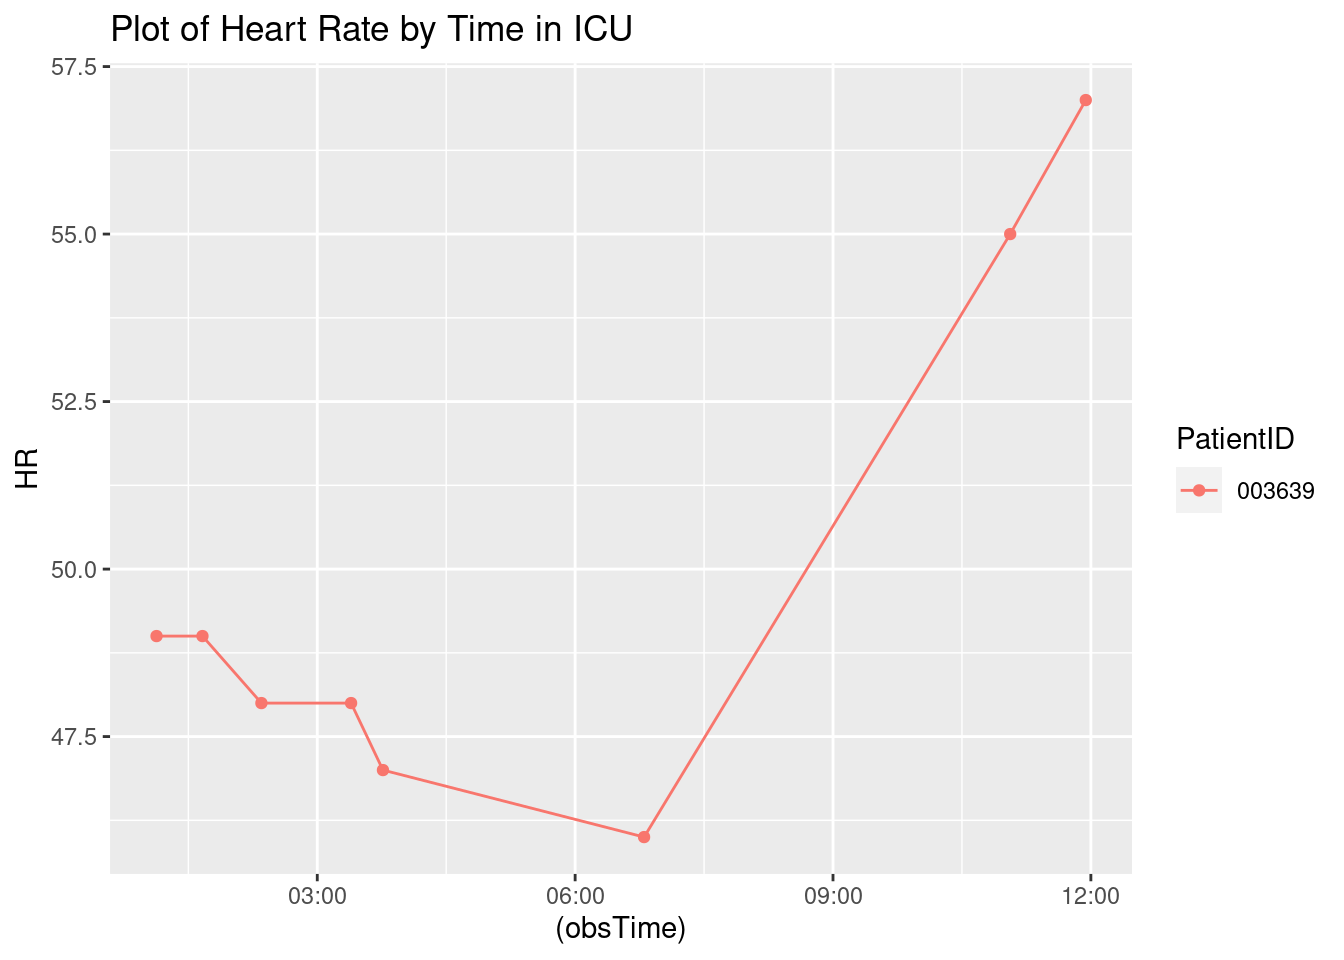 Plot of Heart Rate by Time in ICU
57.5
55.0
52.5
50.0
47.5
HR
03:00 06:00 09:00 12:00
(obsTime)
PatientID
003639